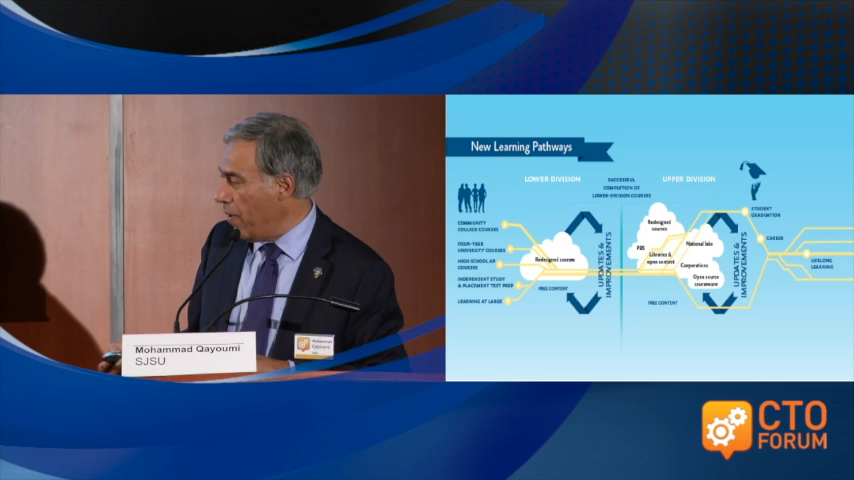 Mohammad Qayoumi
SJSU
Mohammad
Qayoumi
New Learning Pathways
LOWER DIVISION
SUCCESSFUL
COMPLETION OF
LOWER-DIVISION COURSES
UPPER DIVISION
COMMUNITY
COLLEGE COURSES
FOUR-YEAR
UNIVERSITY COURSES
HIGH SCHOOL AP
COURSES
INDEPENDENT STUDY
& PLACEMENT TEST PREP
LEARNING AT LARGE
Redesigned courses
FREE CONTENT
UPDATES &
IMPROVEMENTS
Redesigned
courses
PBS
Libraries &
open content
National labs
Corporations
Open source
courseware
FREE CONTENT
UPDATES &
IMPROVEMENTS
STUDENT
GRADUATION
CAREER
LIFELONG
LEARNING
CTO
FORUM